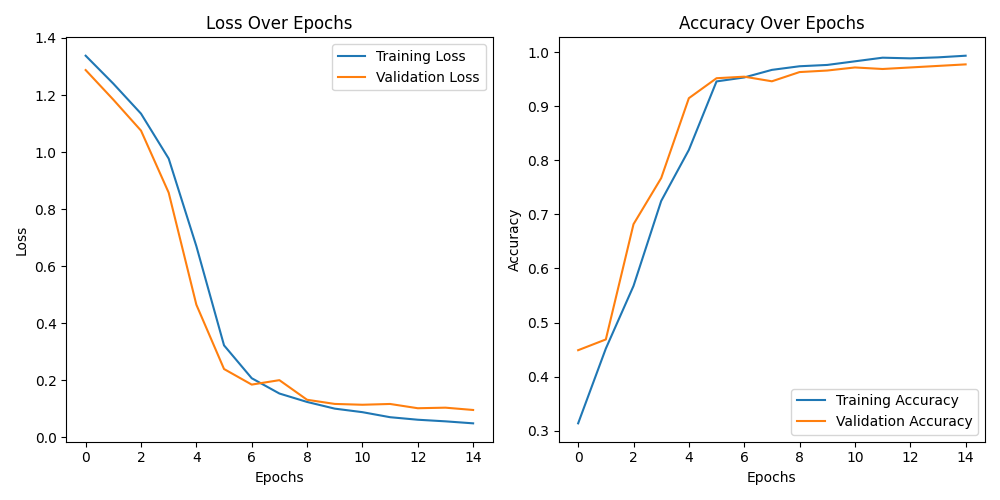 Loss Over Epochs
1.4
1.2
1.0
0.8
0.6
0.4
0.2
0.0
Loss
Training Loss
Validation Loss
0 2 4 6 8 10 12 14
Epochs
Accuracy Over Epochs
1.0
0.9
0.8
0.7
0.6
0.5
0.4
0.3
Accuracy
Training Accuracy
Validation Accuracy
0 2 4 6 8 10 12 14
Epochs